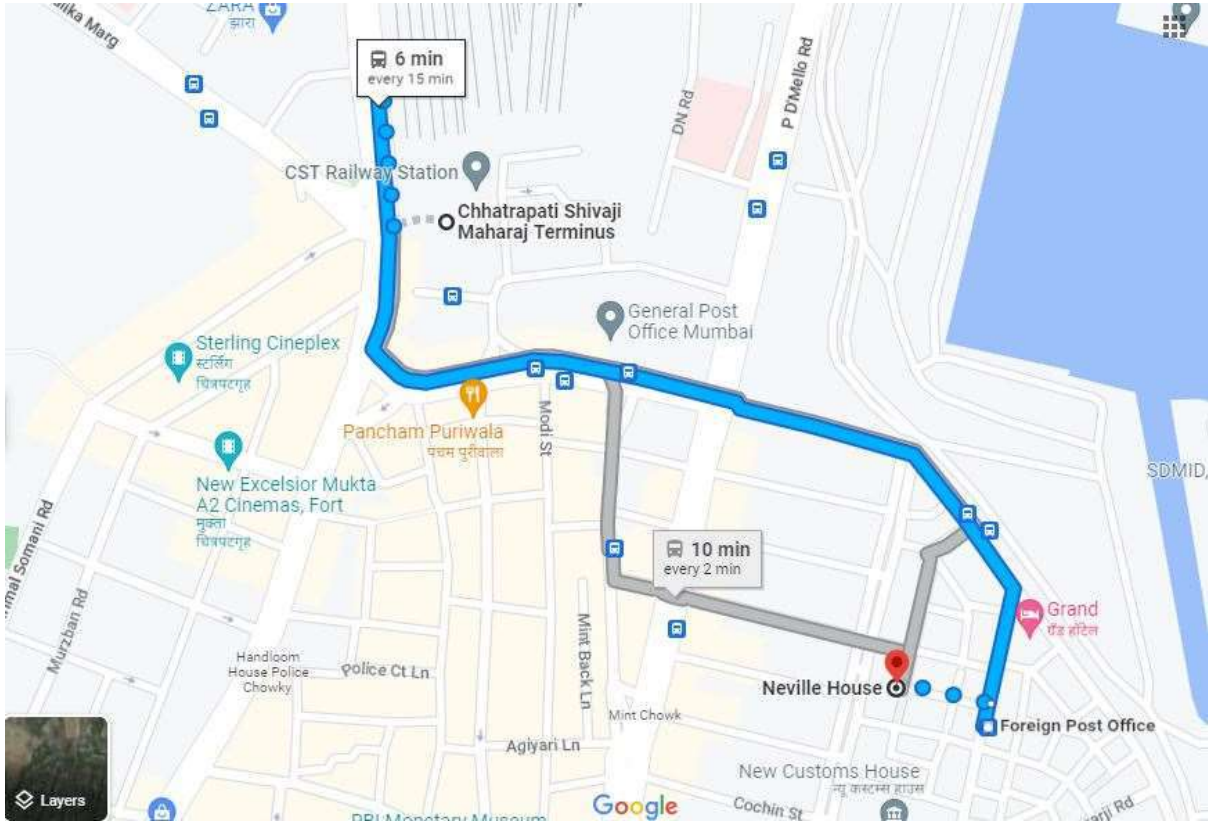 ZARA
झारा
6 min
every 15 min
DN Rd
P D'Mello Rd
CST Railway Station
Chhatrapati Shivaji
Maharaj Terminus
General Post
Office Mumbai
Sterling Cineplex
स्टर्लिंग
चित्रपटगृह
Pancham Puriwala
पंचम पुरीवाला
Modi St
New Excelsior Mukta
A2 Cinemas, Fort
मुक्ता
चित्रपटगृह
SDMID,
10 min
every 2 min
Grand
ग्रँड हॉटेल
Somani Rd
Murzban Rd
Handloom
House Police
Chowky
Police Ct Ln
Mint Back Ln
Neville House
Mint Chowk
Foreign Post Office
Agiyari Ln
New Customs House
न्यू कस्टम्स हाउस
Layers
Google
Cochin St
RBI Monetary Museum
Marg
Rd